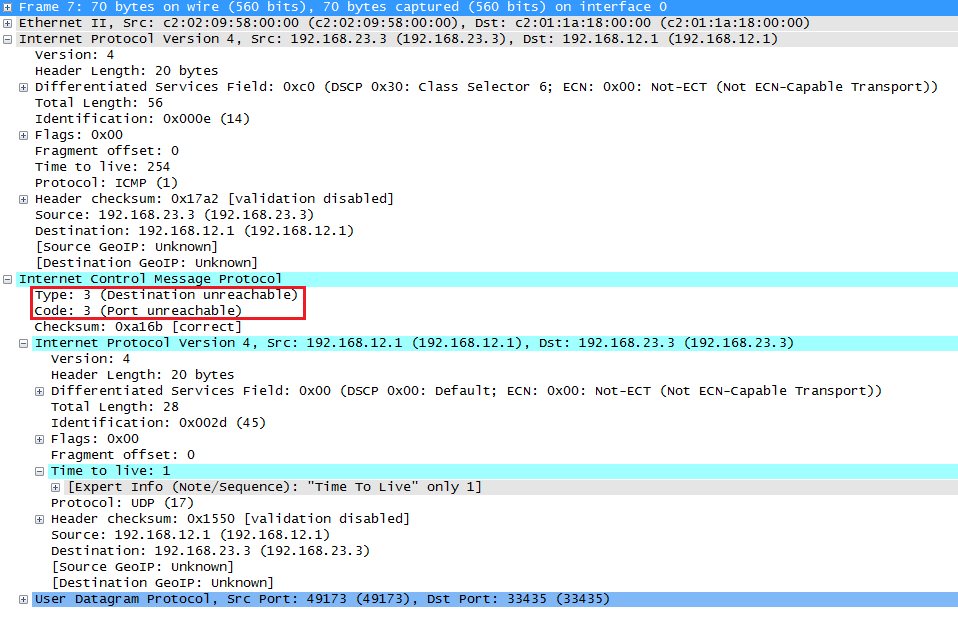 Frame 7: 70 bytes on wire (560 bits), 70 bytes captured (560 bits) on interface 0
Ethernet II, Src: c2:02:09:58:00:00 (c2:02:09:58:00:00), Dst: c2:01:1a:18:00:00 (c2:01:1a:18:00:00)
Internet Protocol Version 4, Src: 192.168.23.3 (192.168.23.3), Dst: 192.168.12.1 (192.168.12.1)
Version: 4
Header Length: 20 bytes
Differentiated Services Field: 0xc0 (DSCP 0x30: Class Selector 6; ECN: 0x00: Not-ECT (Not ECN-Capable Transport))
Total Length: 56
Identification: 0x000e (14)
Flags: 0x00
Fragment offset: 0
Time to live: 254
Protocol: ICMP (1)
Header checksum: 0x17a2 [validation disabled]
Source: 192.168.23.3 (192.168.23.3)
Destination: 192.168.12.1 (192.168.12.1)
[Source GeoIP: Unknown]
[Destination GeoIP: Unknown]
Internet Control Message Protocol
Type: 3 (Destination unreachable)
Code: 3 (Port unreachable)
Checksum: 0xa16b [correct]
Internet Protocol Version 4, Src: 192.168.12.1 (192.168.12.1), Dst: 192.168.23.3 (192.168.23.3)
Version: 4
Header Length: 20 bytes
Differentiated Services Field: 0x00 (DSCP 0x00: Default; ECN: 0x00: Not-ECT (Not ECN-Capable Transport))
Total Length: 28
Identification: 0x002d (45)
Flags: 0x00
Fragment offset: 0
Time to live: 1
[Expert Info (Note/Sequence): "Time To Live" only 1]
Protocol: UDP (17)
Header checksum: 0x1550 [validation disabled]
Source: 192.168.12.1 (192.168.12.1)
Destination: 192.168.23.3 (192.168.23.3)
[Source GeoIP: Unknown]
[Destination GeoIP: Unknown]
User Datagram Protocol, Src Port: 49173 (49173), Dst Port: 33435 (33435)